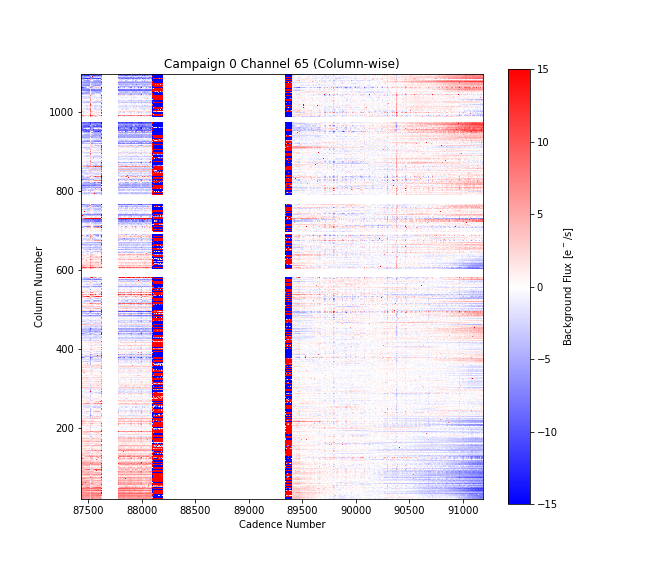 Campaign 0 Channel 65 (Column-wise)
1000
800
600
400
200
Column Number
87500 88000 88500 89000 89500 90000 90500 91000
Cadence Number
15
10
5
0
−5
−10
−15
Background Flux [e⁻/s]